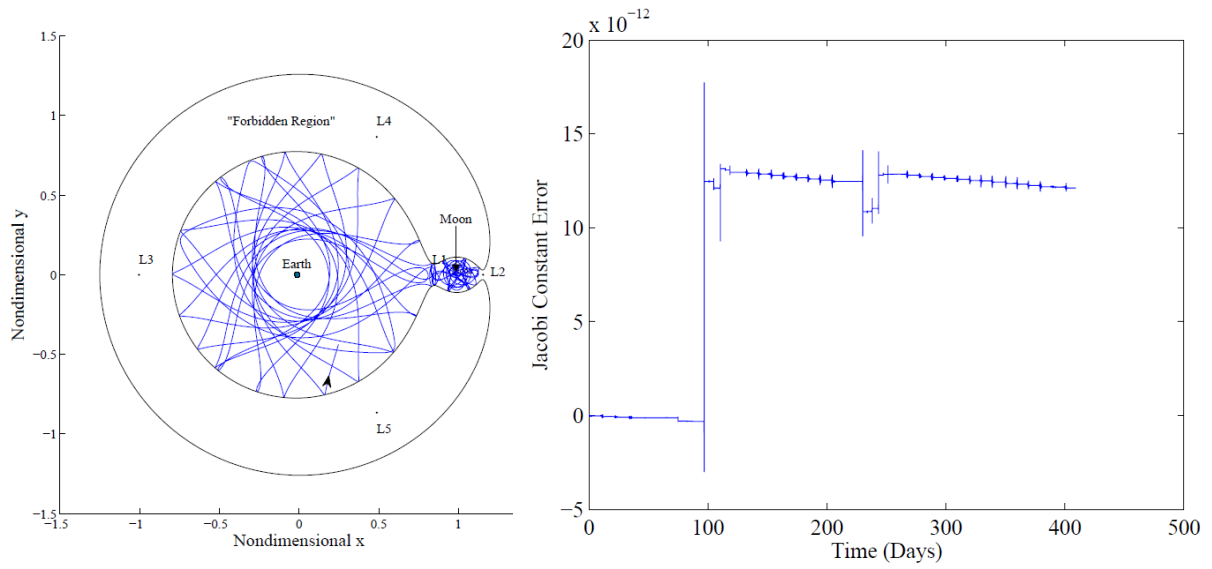 1.5
1
0.5
0
−0.5
−1
−1.5
−1.5
−1
−0.5
0
0.5
1
Nondimensional x
Nondimensional y
"Forbidden Region"
L4
Moon
L1
L2
L3
Earth
L5
x 10−12
20
15
10
5
0
−5
0
100
200
300
400
500
Time (Days)
Jacobi Constant Error